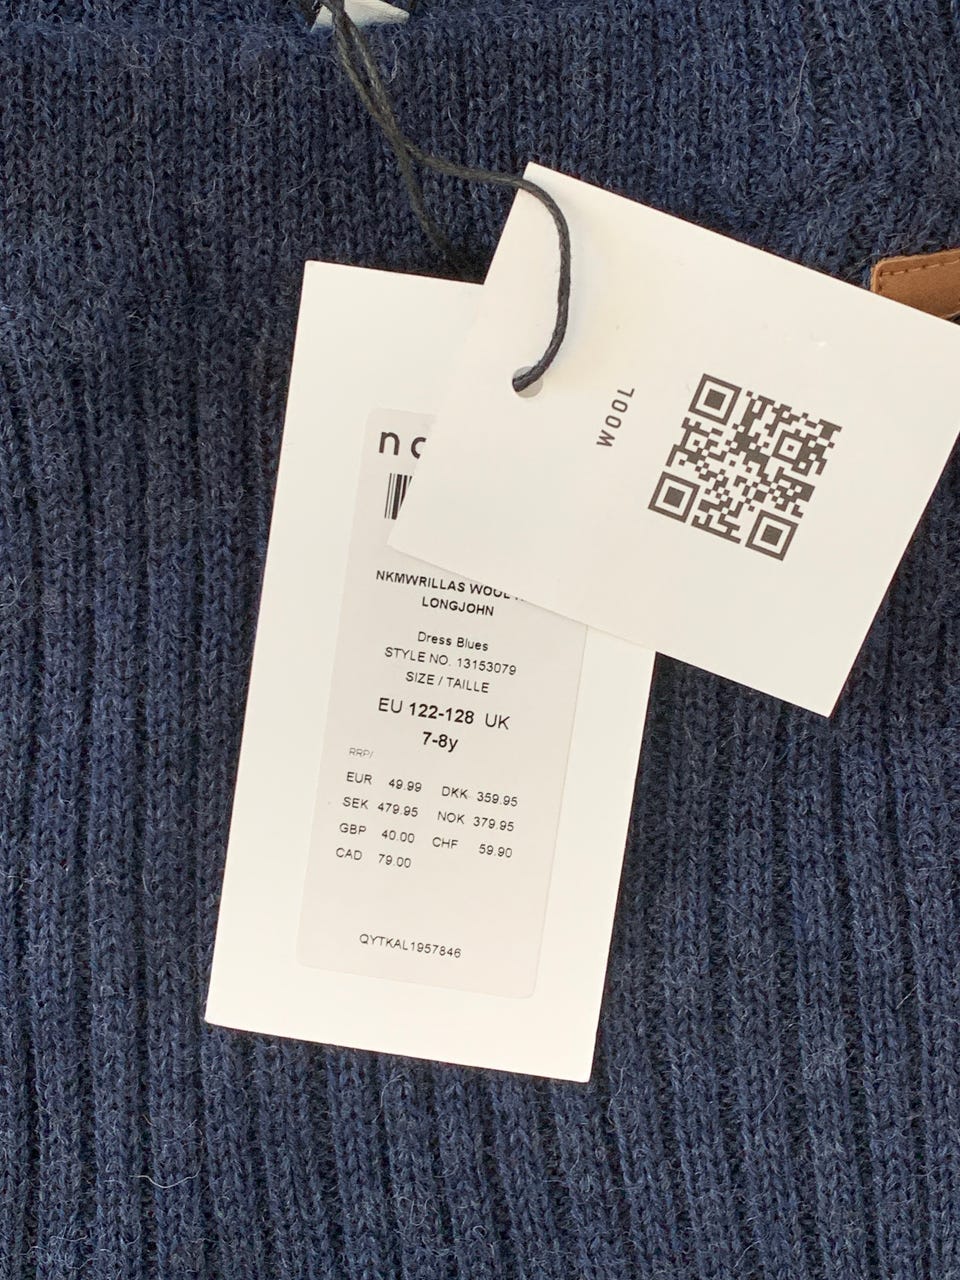 WOOL
NKMWRILLAS WOOL
LONGJOHN
Dress Blues
STYLE NO. 13153079
SIZE / TAILLE
EU 122-128 UK
7-8y
RRP/
EUR 49.99 DKK 359.95
SEK 479.95 NOK 379.95
GBP 40.00 CHF 59.90
CAD 79.00
QYTKAL1957846